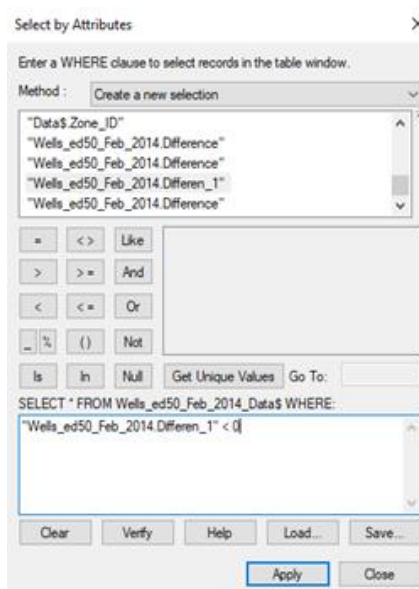 Select by Attributes
Enter a WHERE clause to select records in the table window.
Method : Create a new selection
"Data$.Zone_ID"
"Wells_ed50_Feb_2014.Difference"
"Wells_ed50_Feb_2014.Difference"
"Wells_ed50_Feb_2014.Differen_1"
"Wells_ed50_Feb_2014.Difference"
= <> Like
> >= And
< <= Or
_ % () Not
Is In Null Get Unique Values Go To:
SELECT * FROM Wells_ed50_Feb_2014_Data$ WHERE:
"Wells_ed50_Feb_2014.Differen_1" < 0
Clear Verify Help Load... Save...
Apply Close